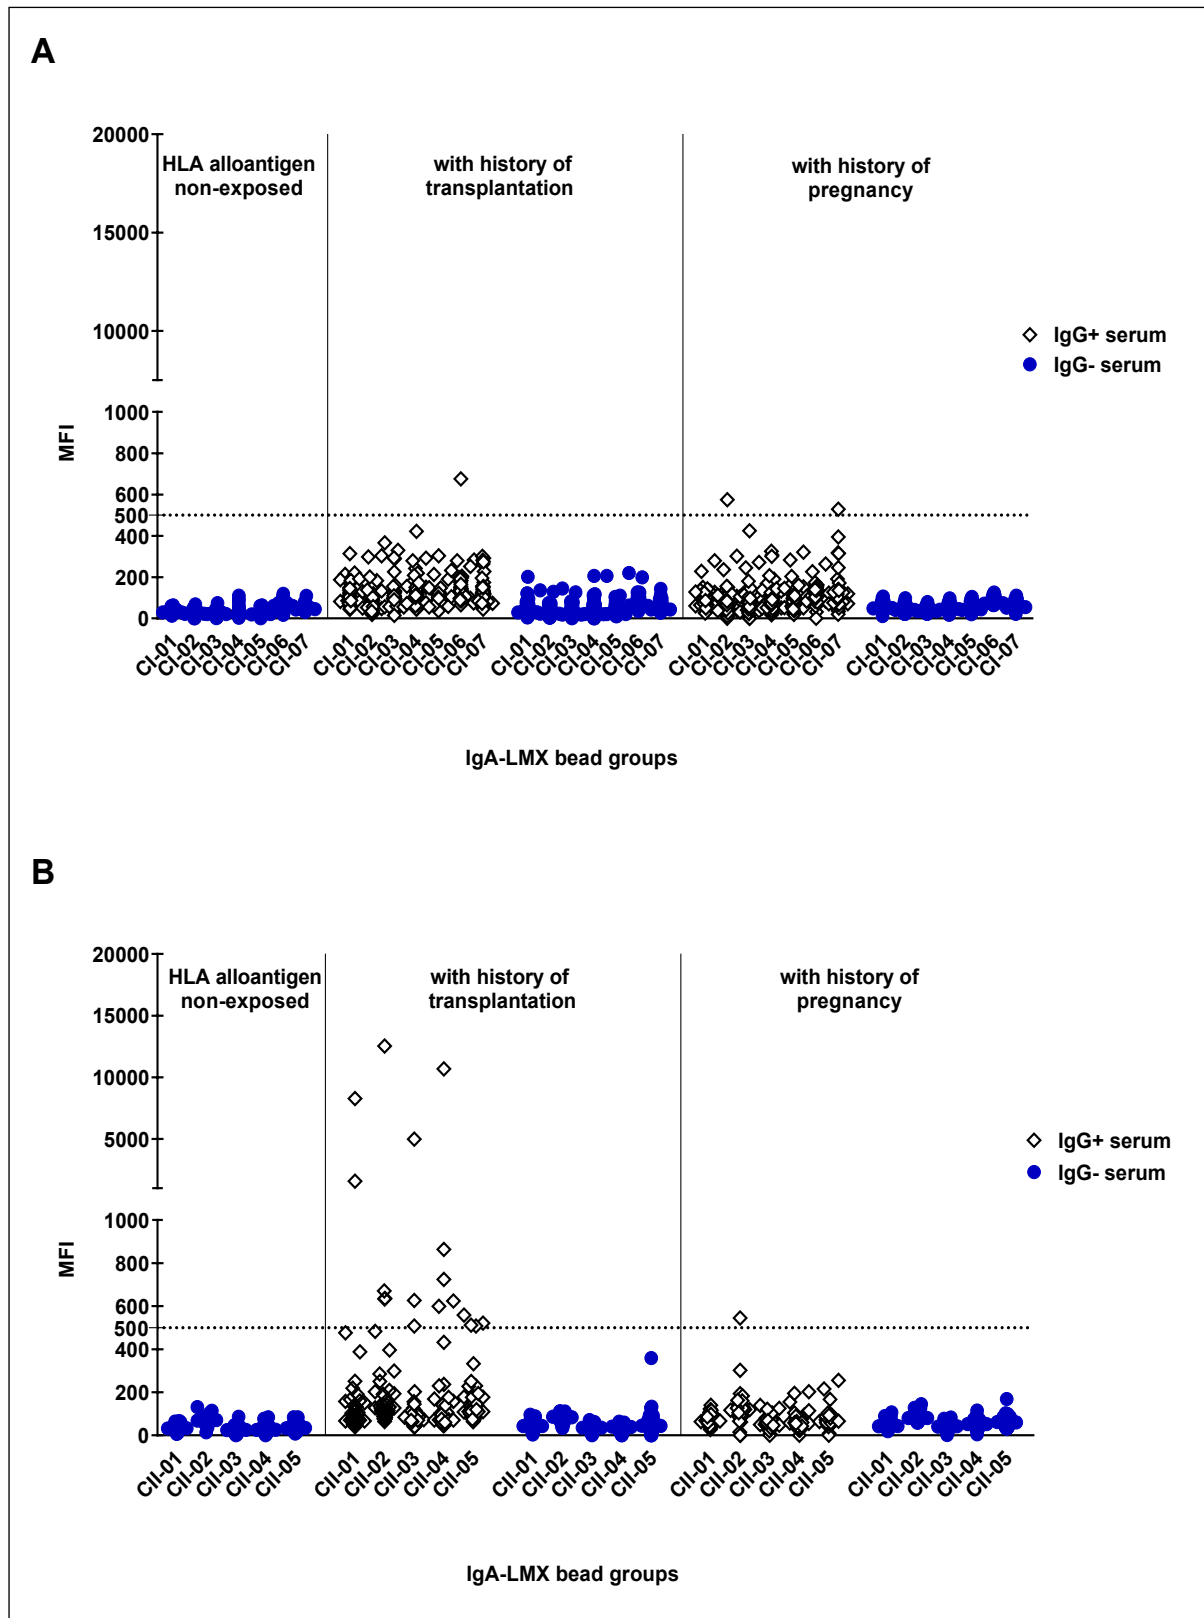 A
20000
15000
10000
1000
800
600
500
400
200
0
MFI
HLA alloantigen
non-exposed
with history of
transplantation
with history of
pregnancy
IgG+ serum
IgG- serum
CI-01 CI-02 CI-03 CI-04 CI-05 CI-06 CI-07 CI-01 CI-02 CI-03 CI-04 CI-05 CI-06 CI-07 CI-01 CI-02 CI-03 CI-04 CI-05 CI-06 CI-07 CI-01 CI-02 CI-03 CI-04 CI-05 CI-06 CI-07 CI-01 CI-02 CI-03 CI-04 CI-05 CI-06 CI-07
IgA-LMX bead groups
B
20000
15000
10000
5000
1000
800
600
500
400
200
0
MFI
HLA alloantigen
non-exposed
with history of
transplantation
with history of
pregnancy
IgG+ serum
IgG- serum
CII-01 CII-02 CII-03 CII-04 CII-05 CII-01 CII-02 CII-03 CII-04 CII-05 CII-01 CII-02 CII-03 CII-04 CII-05 CII-01 CII-02 CII-03 CII-04 CII-05 CII-01 CII-02 CII-03 CII-04 CII-05
IgA-LMX bead groups